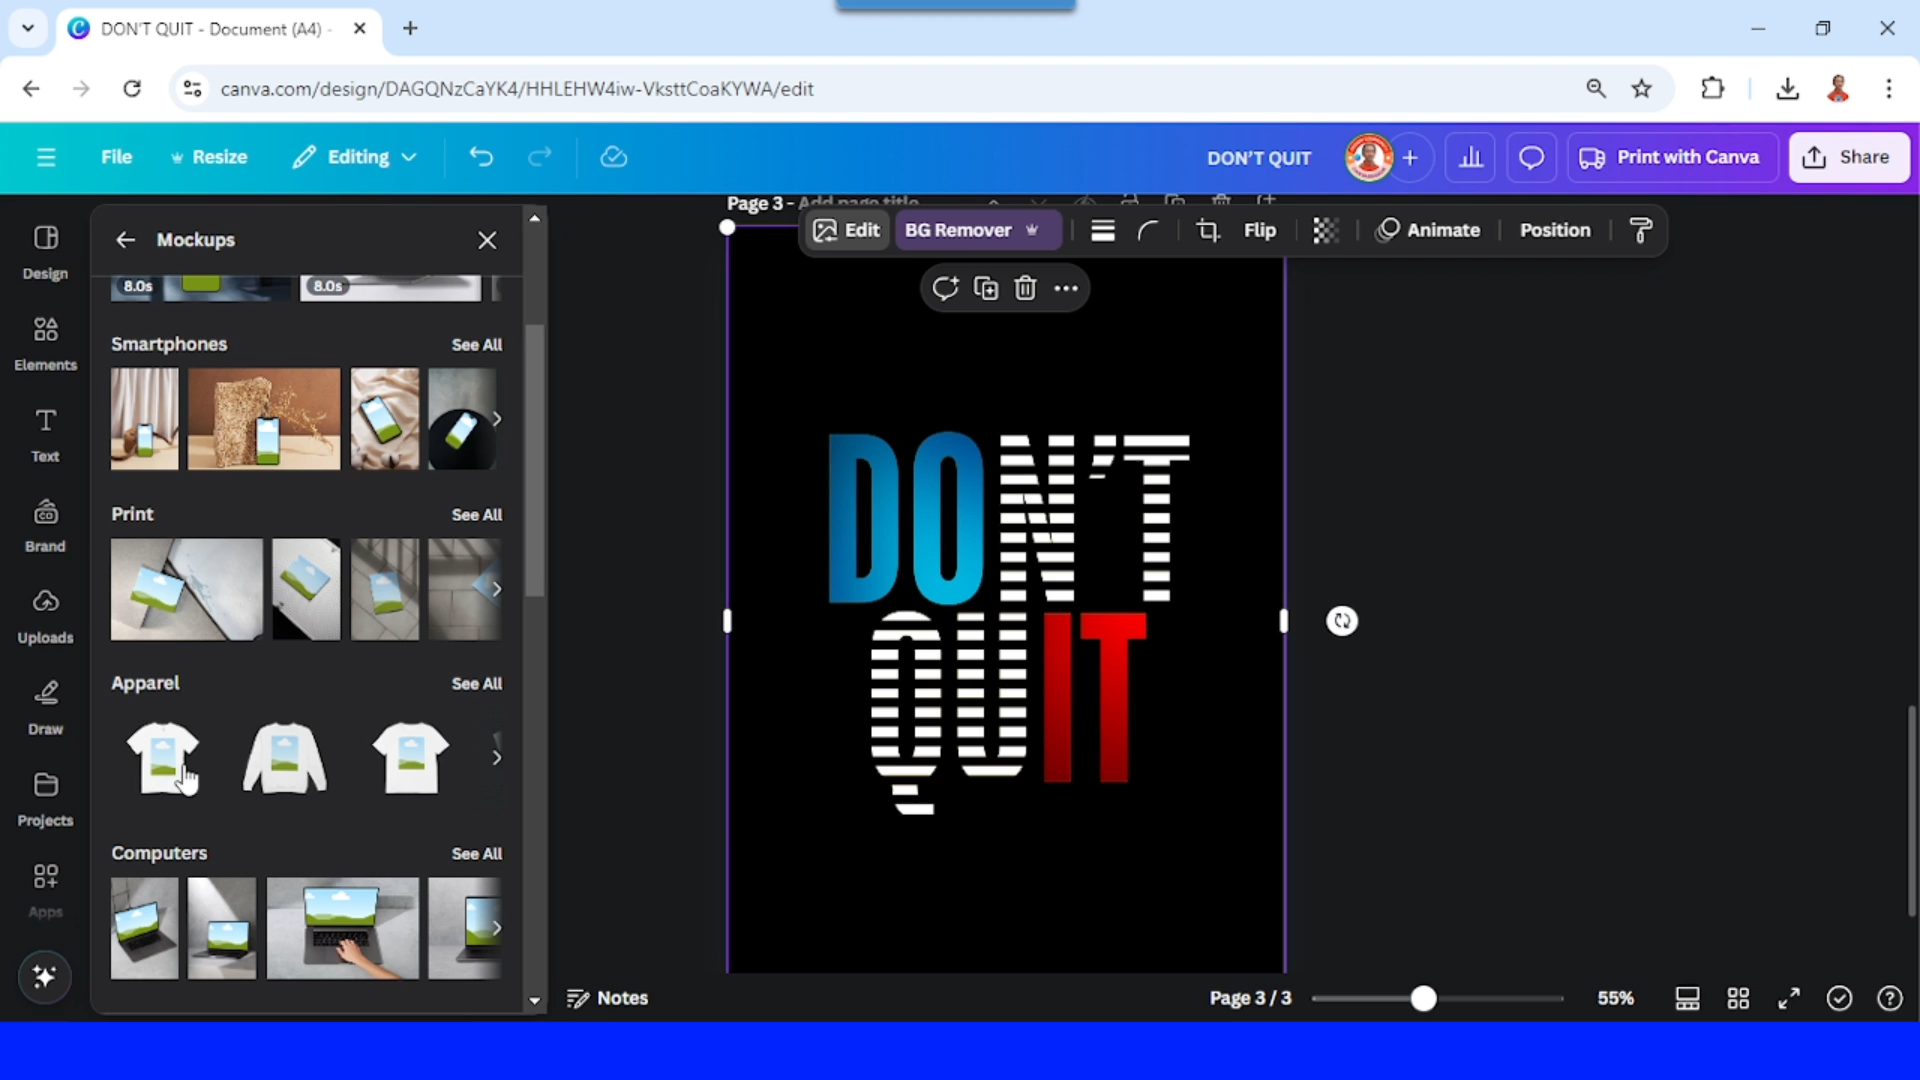 DON'T QUIT - Document (A4) -
canva.com/design/DAGQNzCaYK4/HHLEHW4iw-VksttCoaKYWA/edit
File
Resize
Editing
DON'T QUIT
Print with Canva
Share
Design
Elements
Text
Brand
Uploads
Draw
Projects
Apps
Mockups
8.0s
8.0s
Smartphones
See All
Print
See All
Apparel
See All
Computers
See All
Page 3 - Add page title
Edit
BG Remover
Flip
Animate
Position
DON'T
QUIT
Notes
Page 3 / 3
55%